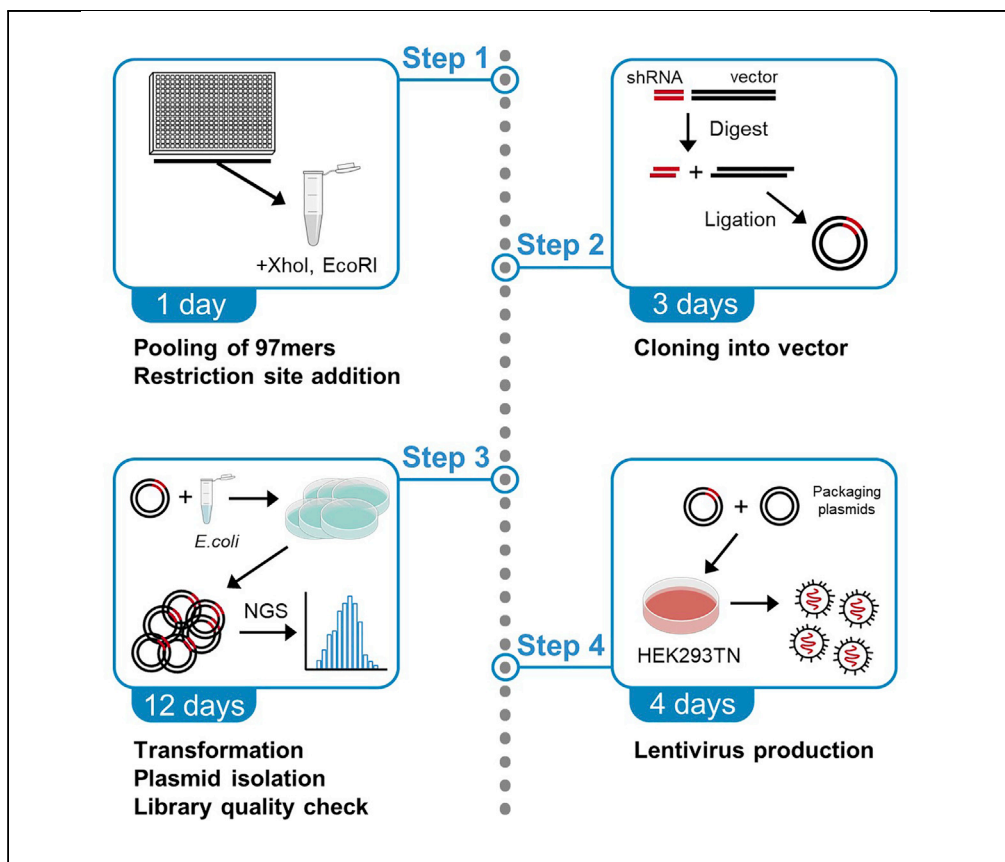 Step 1
+XhoI, EcoRI
1 day
Pooling of 97mers
Restriction site addition
Step 2
shRNA vector
Digest
+
Ligation
3 days
Cloning into vector
Step 3
+
E.coli
NGS
12 days
Transformation
Plasmid isolation
Library quality check
Step 4
+
Packaging
plasmids
HEK293TN
4 days
Lentivirus production